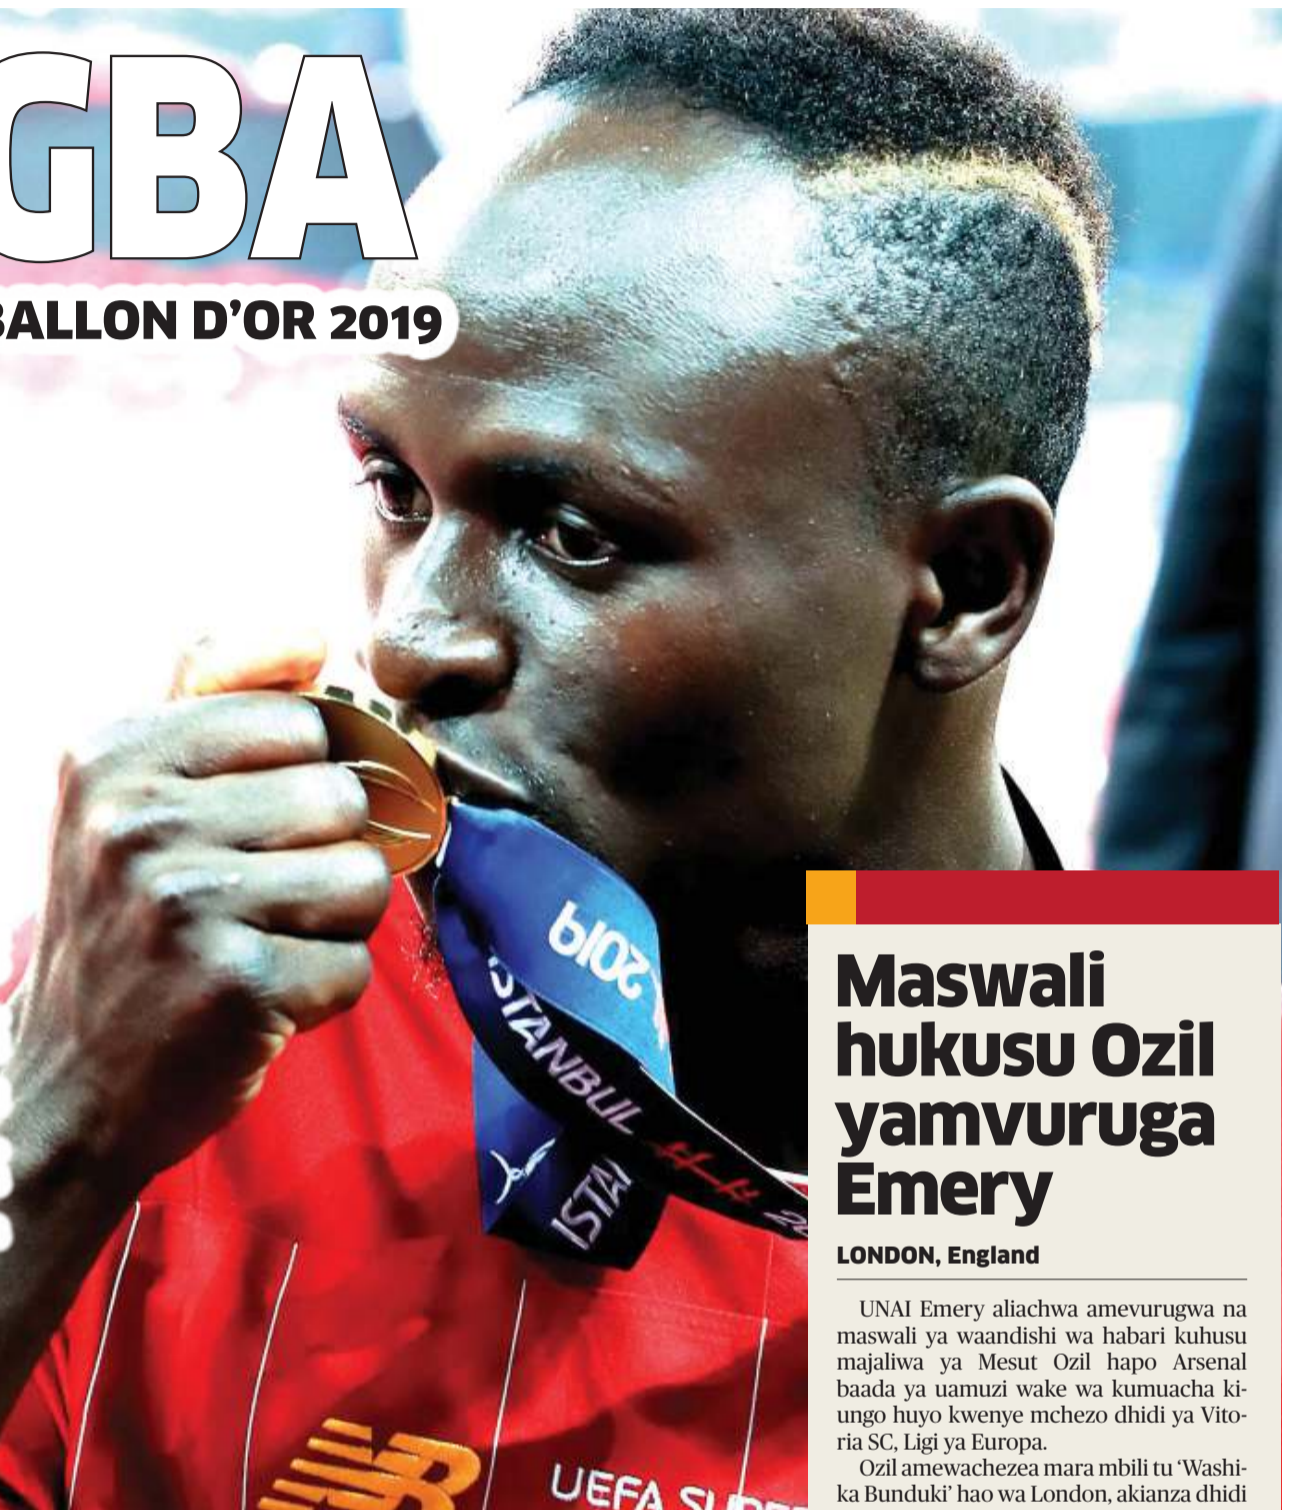 GBA
BALLON D’OR 2019
2019
ISTANBUL
ISTA
Maswali
hukusu Ozil
yamvuruga
Emery
LONDON, England
UNAI Emery aliachwa amevurugwa na
maswali ya waandishi wa habari kuhusu
majaliwa ya Mesut Ozil hapo Arsenal
baada ya uamuzi wake wa kumuacha ki-
ungo huyo kwenye mchezo dhidi ya Vito-
ria SC, Ligi ya Europa.
Ozil amewachezea mara mbili tu ‘Washi-
ka Bunduki’ hao wa London, akianza dhidi
UEFA SUPER